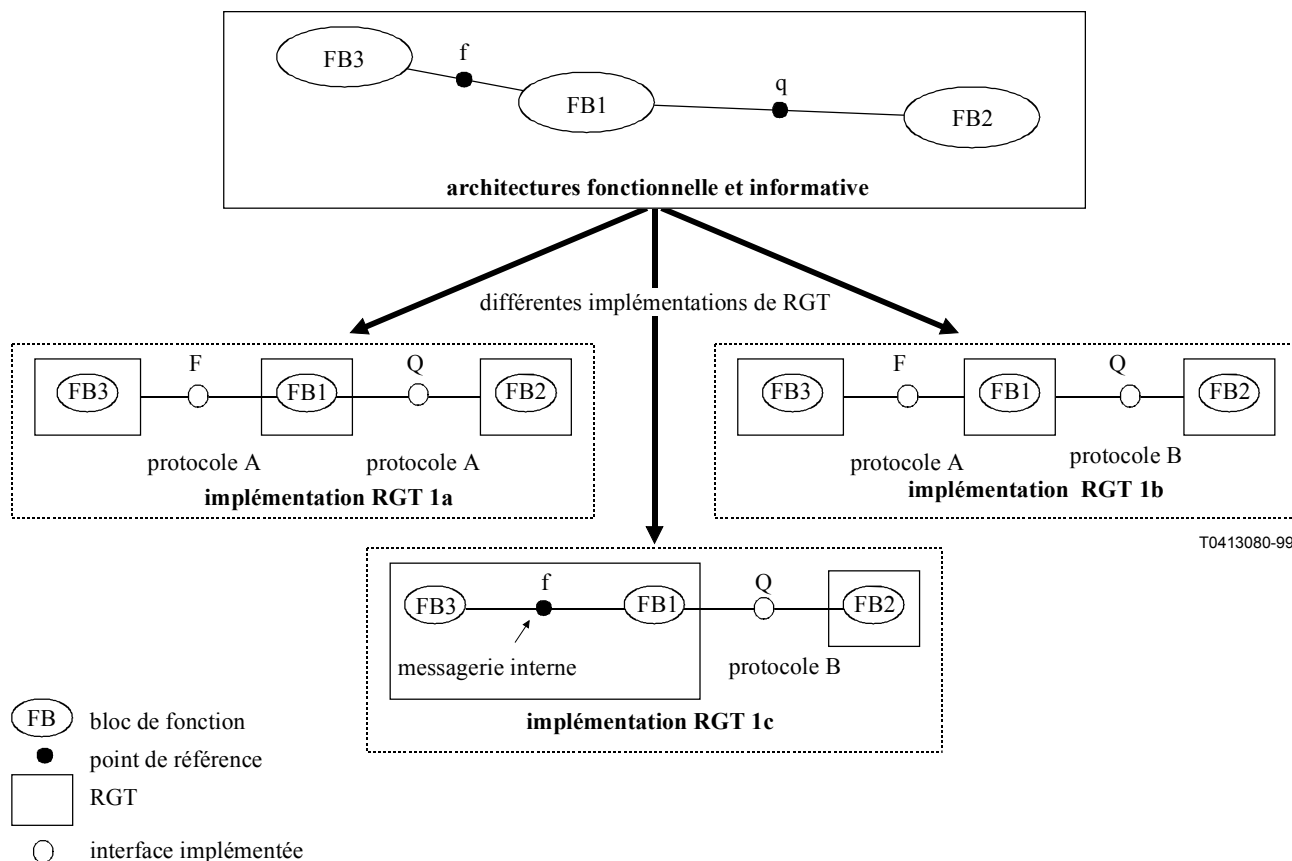 f
FB3
q
FB1
FB2
architectures fonctionnelle et informative
différentes implémentations de RGT
F
Q
FB3
FB1
FB2
protocole A
protocole A
implémentation RGT 1a
F
Q
FB3
FB1
FB2
protocole A
protocole B
implémentation RGT 1b
T0413080-99
f
Q
FB3
FB1
FB2
messagerie interne
protocole B
implémentation RGT 1c
FB
bloc de fonction
point de référence
RGT
interface implémentée